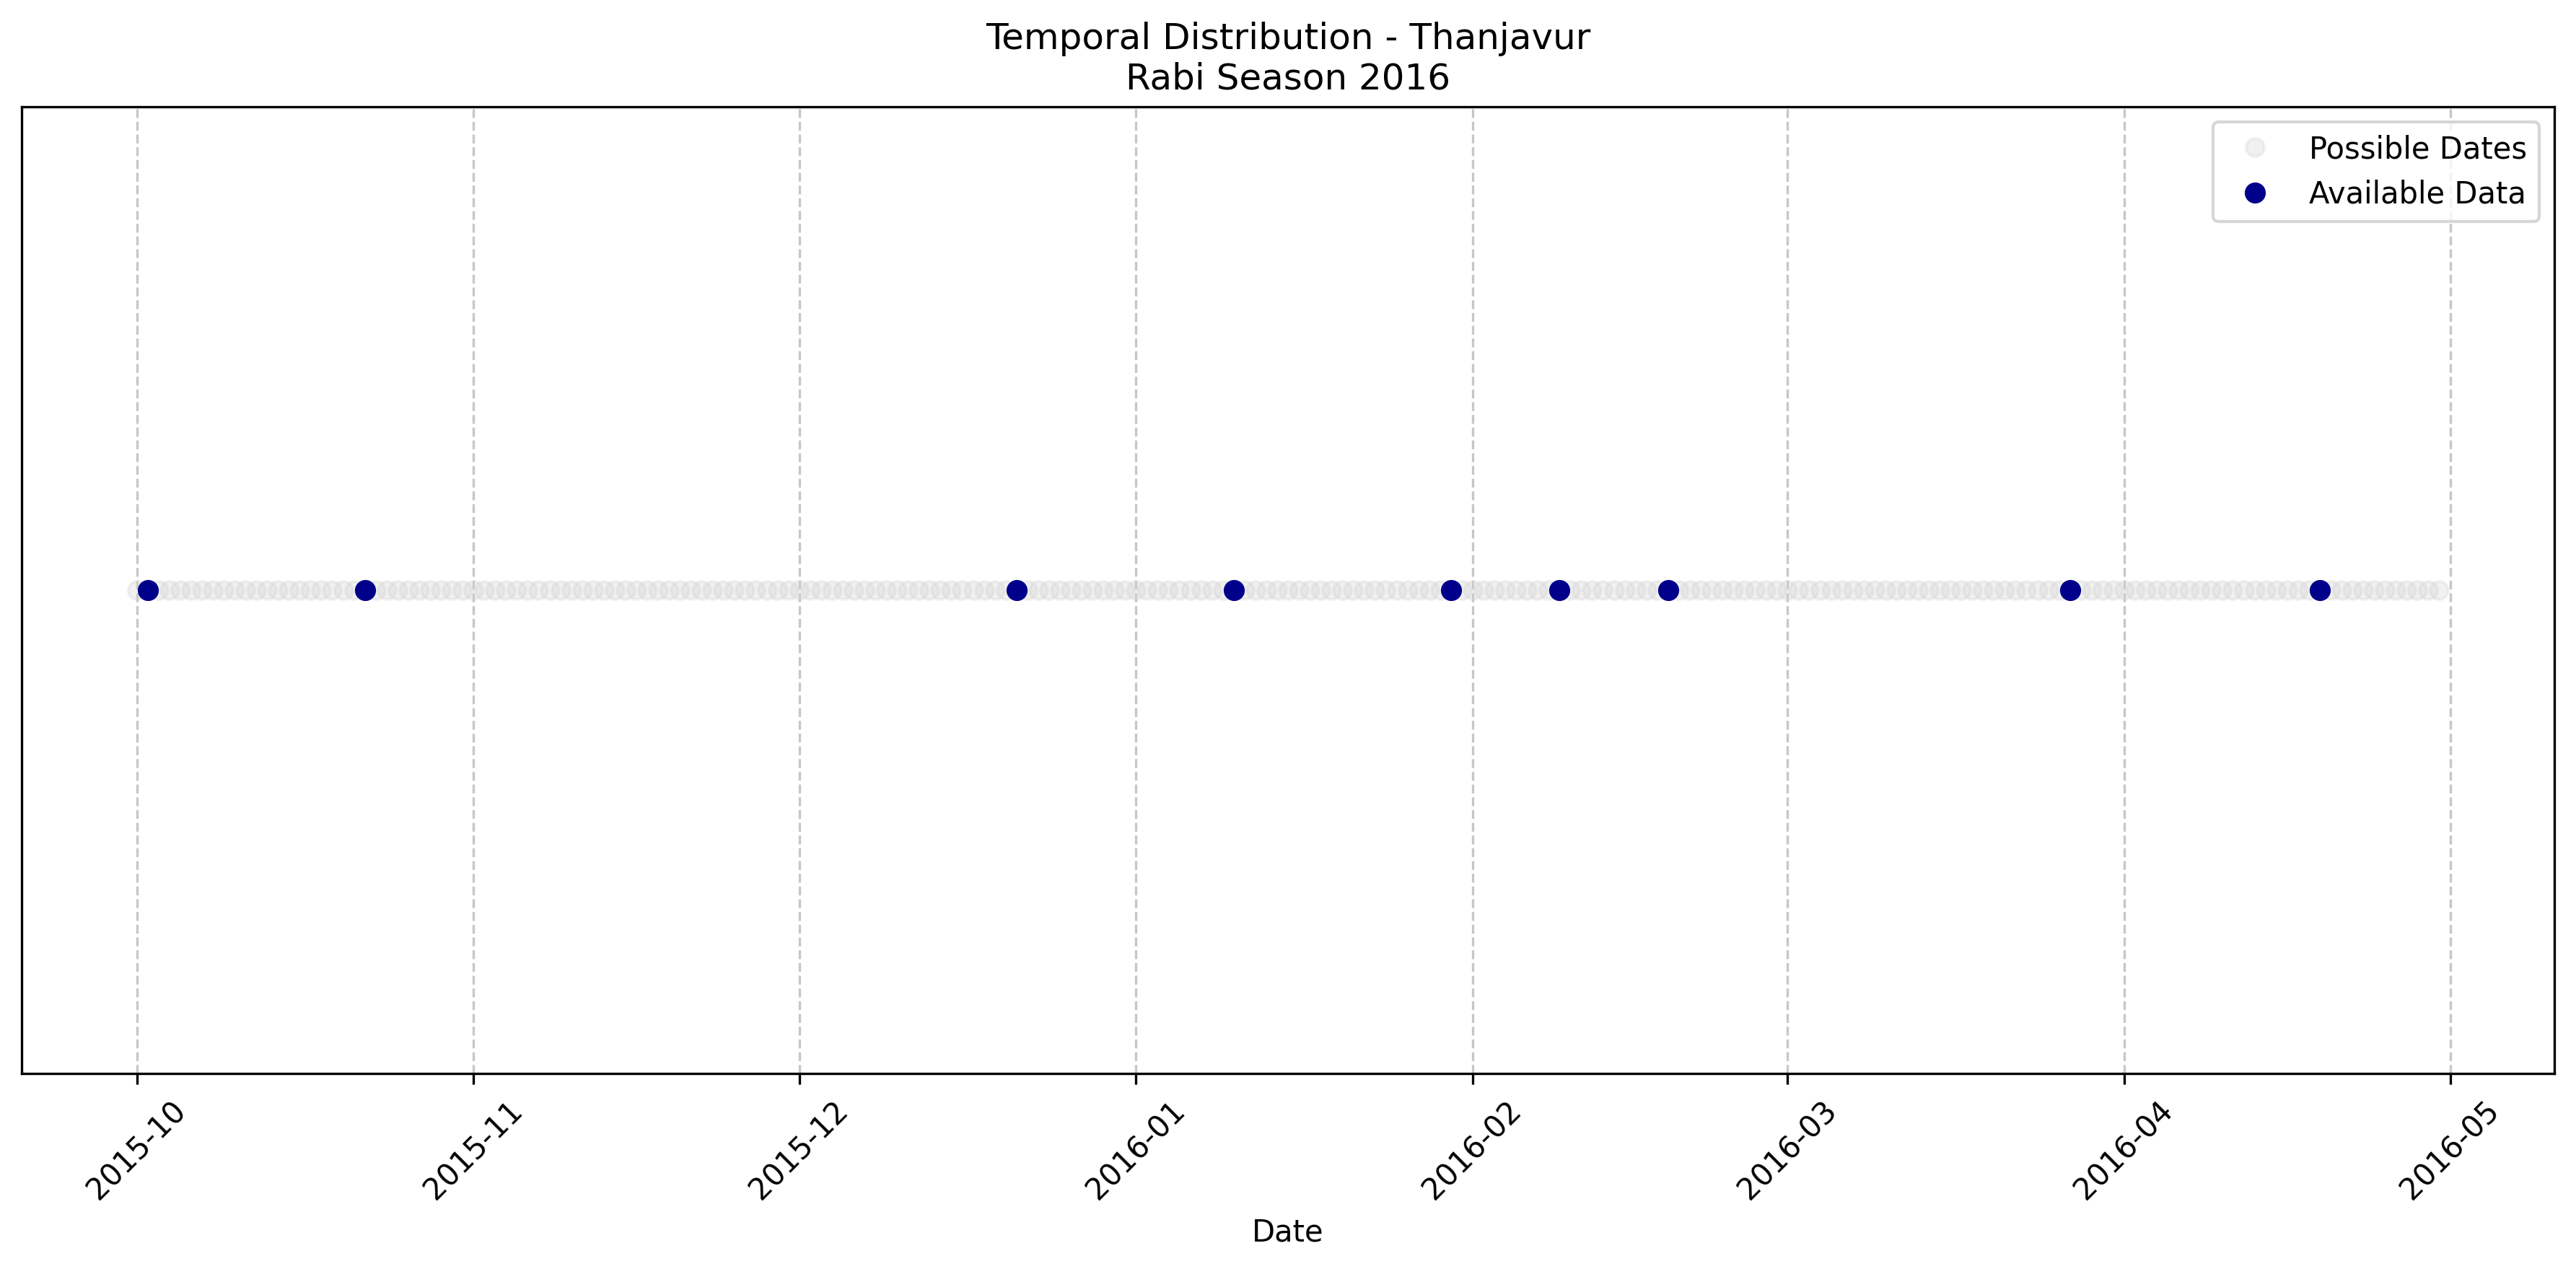 Temporal Distribution - Thanjavur
Rabi Season 2016
Possible Dates
Available Data
2015-10
2015-11
2015-12
2016-01
2016-02
2016-03
2016-04
2016-05
Date